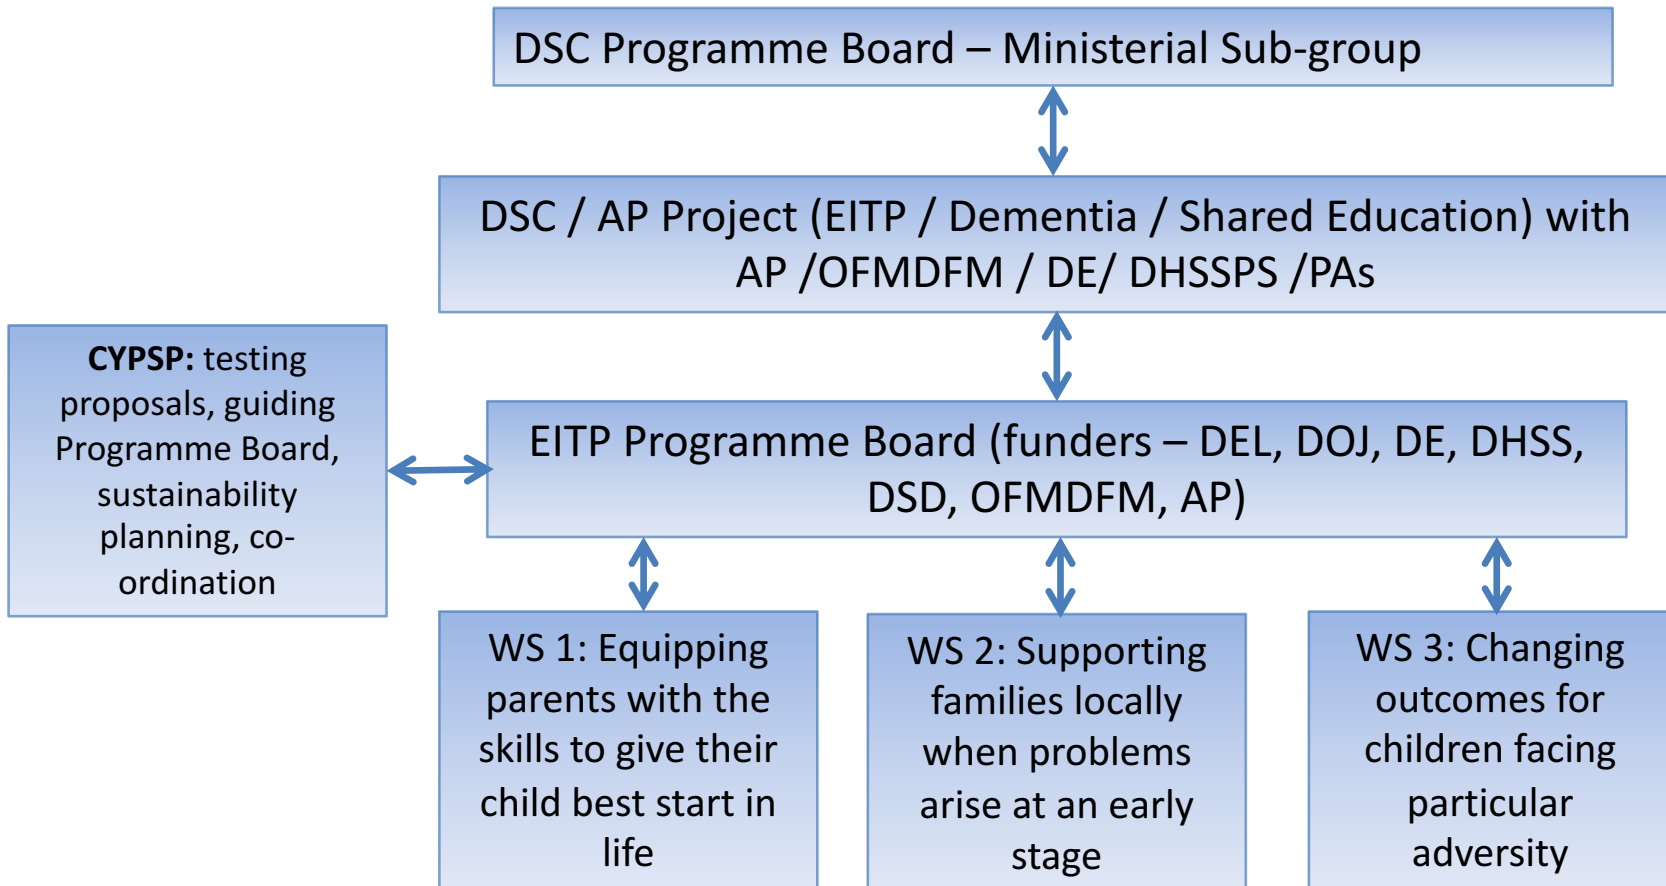 DSC Programme Board – Ministerial Sub-group
DSC / AP Project (EITP / Dementia / Shared Education) with
AP /OFMDFM / DE/ DHSSPS /PAs
CYPSP: testing
proposals, guiding
Programme Board,
sustainability
planning, co-
ordination
EITP Programme Board (funders – DEL, DOJ, DE, DHSS,
DSD, OFMDFM, AP)
WS 1: Equipping
parents with the
skills to give their
child best start in
life
WS 2: Supporting
families locally
when problems
arise at an early
stage
WS 3: Changing
outcomes for
children facing
particular
adversity